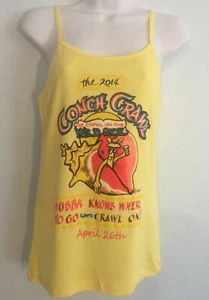 the 2014
CONCH CRAWL
WILD SIDE!
BUBBA KNOWS WHERE
TO GO CRAWL ON!
April 26th